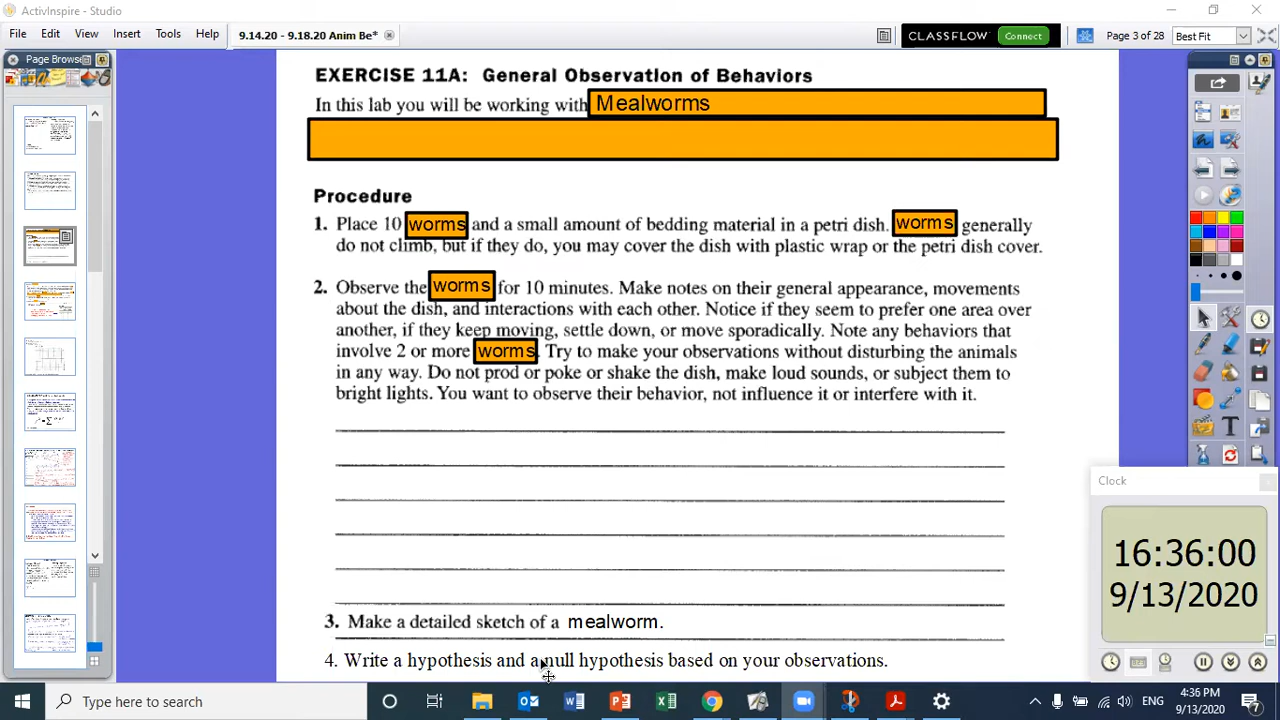 ActivInspire - Studio
File Edit View Insert Tools Help 9.14.20 - 9.18.20 Anim Be* CLASSFLOW Connect Page 3 of 28 Best Fit
Page Browse
EXERCISE 11A: General Observation of Behaviors
In this lab you will be working with Mealworms
Procedure
1. Place 10 worms and a small amount of bedding material in a petri dish. worms generally
do not climb, but if they do, you may cover the dish with plastic wrap or the petri dish cover.
2. Observe the worms for 10 minutes. Make notes on their general appearance, movements
about the dish, and interactions with each other. Notice if they seem to prefer one area over
another, if they keep moving, settle down, or move sporadically. Note any behaviors that
involve 2 or more worms. Try to make your observations without disturbing the animals
in any way. Do not prod or poke or shake the dish, make loud sounds, or subject them to
bright lights. You want to observe their behavior, not influence it or interfere with it.
Clock
16:36:00
9/13/2020
3. Make a detailed sketch of a mealworm.
4. Write a hypothesis and a null hypothesis based on your observations.
Type here to search
ENG
4:36 PM
9/13/2020
7